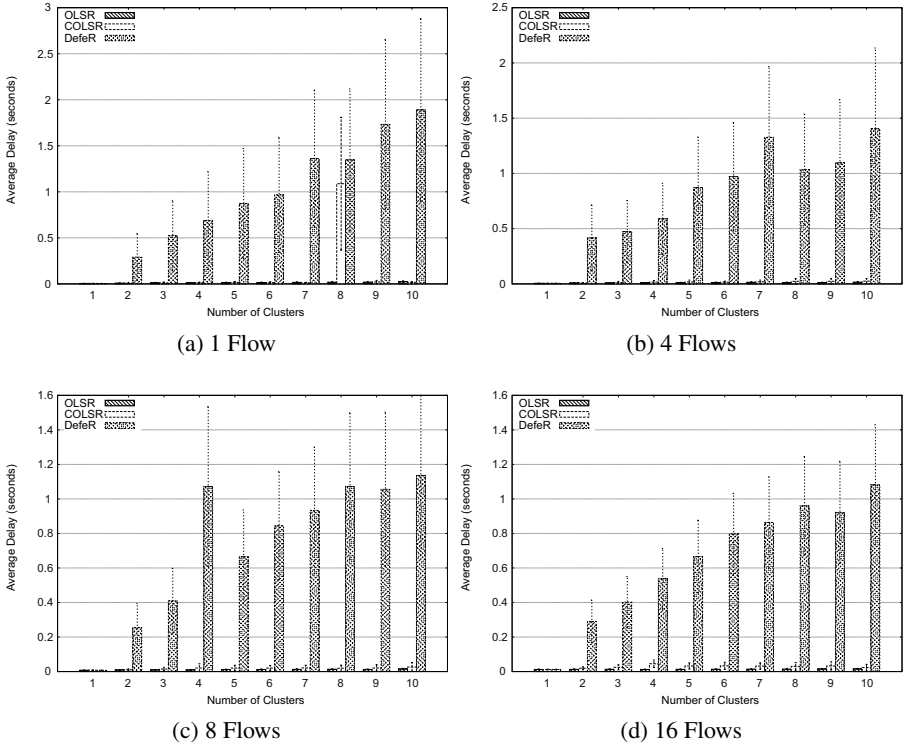 OLSR
COLSR
DefeR
3
2.5
2
1.5
1
0.5
0
Average Delay (seconds)
1 2 3 4 5 6 7 8 9 10
Number of Clusters
(a) 1 Flow
OLSR
COLSR
DefeR
2.5
2
1.5
1
0.5
0
Average Delay (seconds)
1 2 3 4 5 6 7 8 9 10
Number of Clusters
(b) 4 Flows
OLSR
COLSR
DefeR
1.6
1.4
1.2
1
0.8
0.6
0.4
0.2
0
Average Delay (seconds)
1 2 3 4 5 6 7 8 9 10
Number of Clusters
(c) 8 Flows
OLSR
COLSR
DefeR
1.6
1.4
1.2
1
0.8
0.6
0.4
0.2
0
Average Delay (seconds)
1 2 3 4 5 6 7 8 9 10
Number of Clusters
(d) 16 Flows